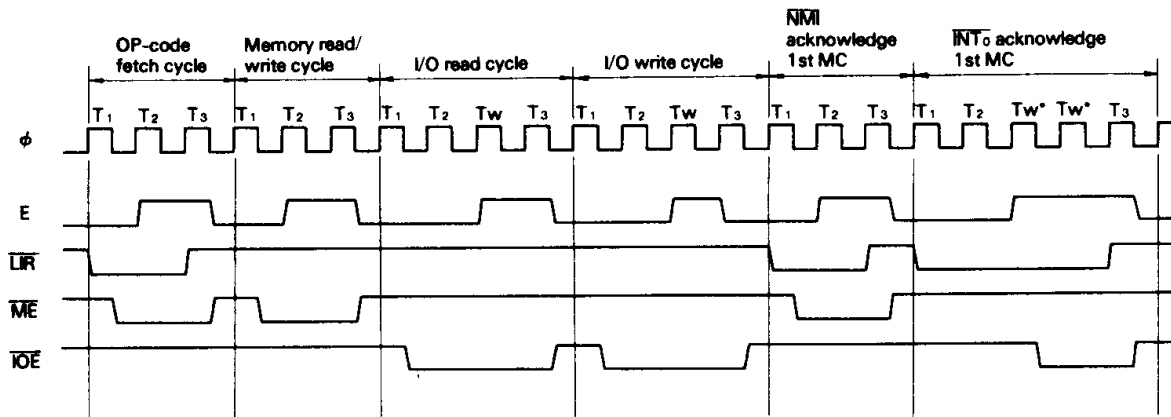 OP-code
fetch cycle
Memory read/
write cycle
I/O read cycle
I/O write cycle
NMI
acknowledge
1st MC
INT₀ acknowledge
1st MC
T₁ T₂ T₃ T₁ T₂ T₃ T₁ T₂ Tw T₃ T₁ T₂ Tw T₃ T₁ T₂ T₃ T₁ T₂ Tw* Tw* T₃
φ
E
LIR
ME
IOE